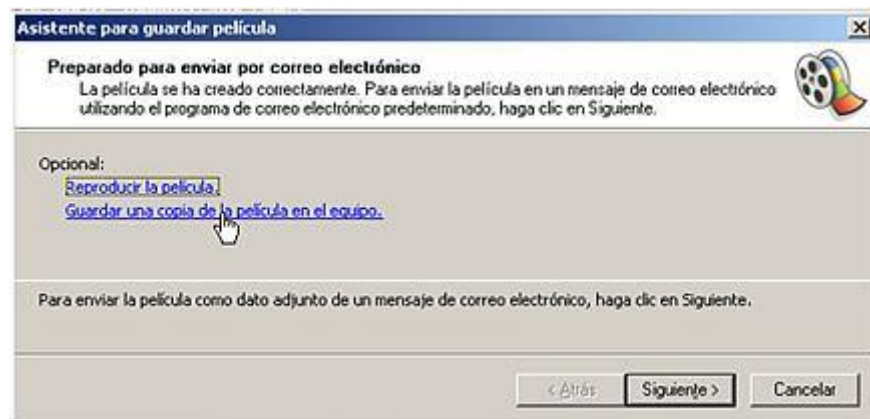 Asistente para guardar película
Preparado para enviar por correo electrónico
La película se ha creado correctamente. Para enviar la película en un mensaje de correo electrónico
utilizando el programa de correo electrónico predeterminado, haga clic en Siguiente.
Opcional:
Reproducir la película.
Guardar una copia de la película en el equipo.
Para enviar la película como dato adjunto de un mensaje de correo electrónico, haga clic en Siguiente.
< Atrás Siguiente > Cancelar